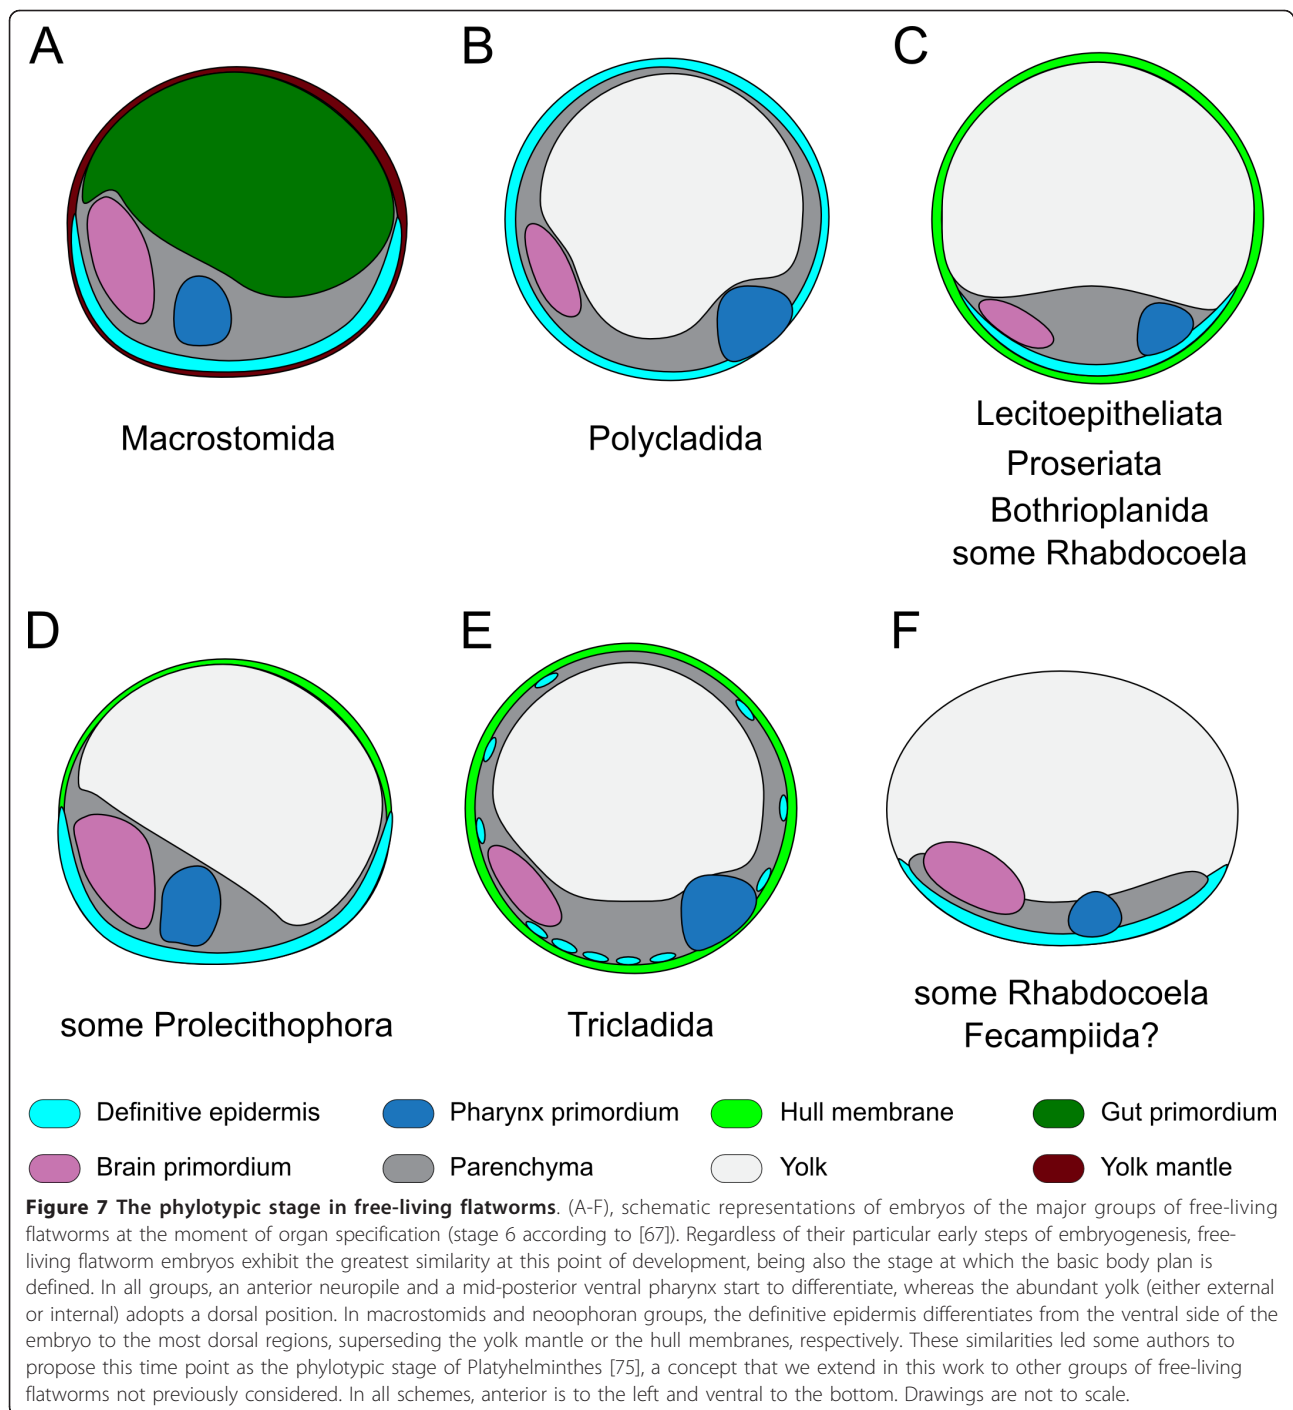 A
B
C
Macrostomida
Polycladida
Lecitoepitheliata
Proseriata
Bothrioplanida
some Rhabdocoela
D
E
F
some Prolecithophora
Tricladida
some Rhabdocoela
Fecampiida?
Definitive epidermis
Pharynx primordium
Hull membrane
Gut primordium
Brain primordium
Parenchyma
Yolk
Yolk mantle
Figure 7 The phylotypic stage in free-living flatworms. (A-F), schematic representations of embryos of the major groups of free-living
flatworms at the moment of organ specification (stage 6 according to [67]). Regardless of their particular early steps of embryogenesis, free-
living flatworm embryos exhibit the greatest similarity at this point of development, being also the stage at which the basic body plan is
defined. In all groups, an anterior neuropile and a mid-posterior ventral pharynx start to differentiate, whereas the abundant yolk (either external
or internal) adopts a dorsal position. In macrostomids and neoophoran groups, the definitive epidermis differentiates from the ventral side of the
embryo to the most dorsal regions, superseding the yolk mantle or the hull membranes, respectively. These similarities led some authors to
propose this time point as the phylotypic stage of Platyhelminthes [75], a concept that we extend in this work to other groups of free-living
flatworms not previously considered. In all schemes, anterior is to the left and ventral to the bottom. Drawings are not to scale.